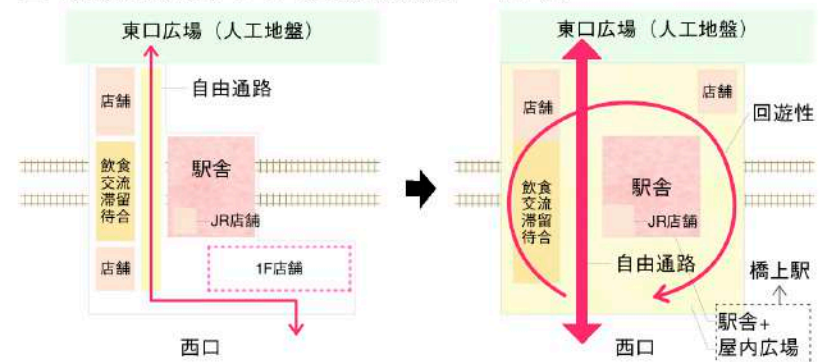 東口広場（人工地盤）
自由通路
店舗
飲食
交流
滞留
待合
駅舎
JR店舗
店舗
1F店舗
西口
東口広場（人工地盤）
店舗
店舗
回遊性
飲食
交流
滞留
待合
駅舎
JR店舗
自由通路
橋上駅
駅舎+
屋内広場
西口